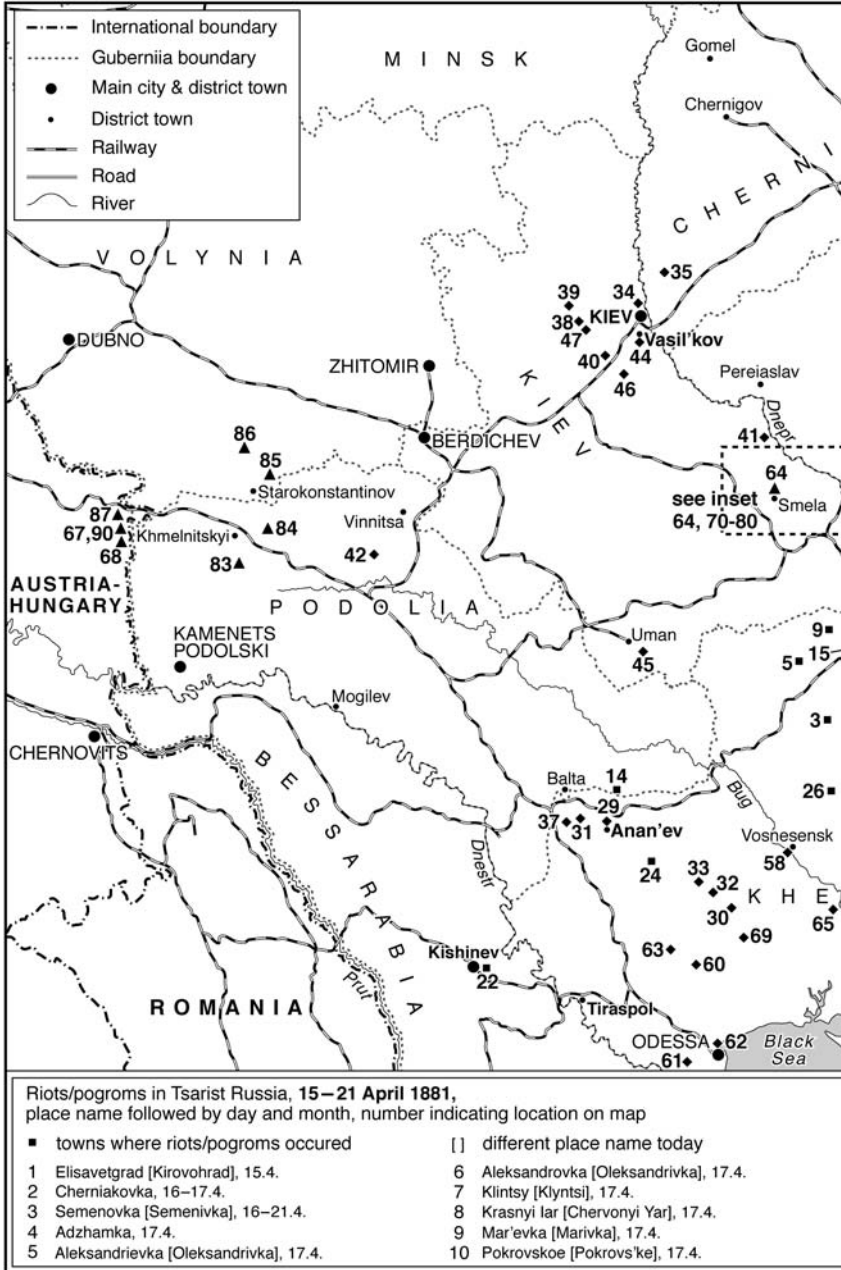 International boundary
Guberniia boundary
Main city & district town
District town
Railway
Road
River
MINSK
Gomel
Chernigov
CHERNI
VOLYNIA
35
39
34
38
KIEV
47
Vasil'kov
DUBNO
40
44
ZHITOMIR
46
Pereiaslav
KIEV
Dnepr
86
BERDICHEV
41
85
64
Starokonstantinov
see inset
Smela
64, 70-80
87
Vinnitsa
67,90
Khmelnitskyi
84
68
42
83
AUSTRIA-
HUNGARY
PODOLIA
Uman
9
KAMENETS
PODOLSKI
45
5
15
Mogilev
3
CHERNOVITS
BESSARABIA
Balta
14
Bug
26
29
37
31
Anan'ev
Vosnesensk
Dnestr
58
24
33
32
KHE
30
65
69
Kishinev
63
60
22
Prut
ROMANIA
Tiraspol
ODESSA
62
Black
Sea
61
Riots/pogroms in Tsarist Russia, 15–21 April 1881,
place name followed by day and month, number indicating location on map
towns where riots/pogroms occured
[ ] different place name today
1 Elisavetgrad [Kirovohrad], 15.4.
2 Cherniakovka, 16–17.4.
3 Semenovka [Semenivka], 16–21.4.
4 Adzhamka, 17.4.
5 Aleksandrievka [Oleksandrivka], 17.4.
6 Aleksandrovka [Oleksandrivka], 17.4.
7 Klintsy [Klyntsi], 17.4.
8 Krasnyi Iar [Chervonyi Yar], 17.4.
9 Mar'evka [Marivka], 17.4.
10 Pokrovskoe [Pokrovs'ke], 17.4.